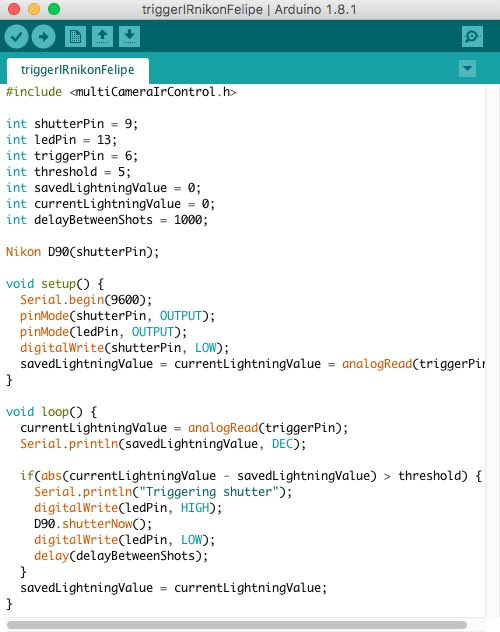 triggerIRnikonFelipe | Arduino 1.8.1
triggerIRnikonFelipe
#include <multiCameraIrControl.h>

int shutterPin = 9;
int ledPin = 13;
int triggerPin = 6;
int threshold = 5;
int savedLightningValue = 0;
int currentLightningValue = 0;
int delayBetweenShots = 1000;

Nikon D90(shutterPin);

void setup() {
  Serial.begin(9600);
  pinMode(shutterPin, OUTPUT);
  pinMode(ledPin, OUTPUT);
  digitalWrite(shutterPin, LOW);
  savedLightningValue = currentLightningValue = analogRead(triggerPin
}

void loop() {
  currentLightningValue = analogRead(triggerPin);
  Serial.println(savedLightningValue, DEC);

  if(abs(currentLightningValue - savedLightningValue) > threshold) {
    Serial.println("Triggering shutter");
    digitalWrite(ledPin, HIGH);
    D90.shutterNow();
    digitalWrite(ledPin, LOW);
    delay(delayBetweenShots);
  }
  savedLightningValue = currentLightningValue;
}